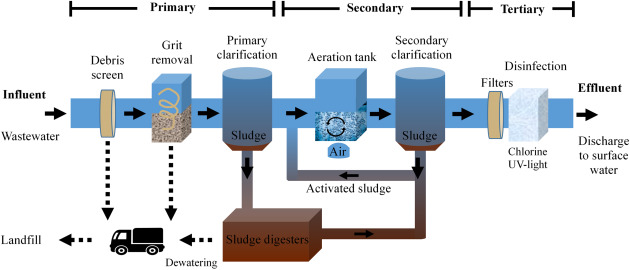 Primary
Secondary
Tertiary
Debris
screen
Grit
removal
Primary
clarification
Aeration tank
Secondary
clarification
Filters
Disinfection
Influent
Wastewater
Sludge
Air
Sludge
Chlorine
UV-light
Effluent
Discharge
to surface
water
Activated sludge
Landfill
Dewatering
Sludge digesters